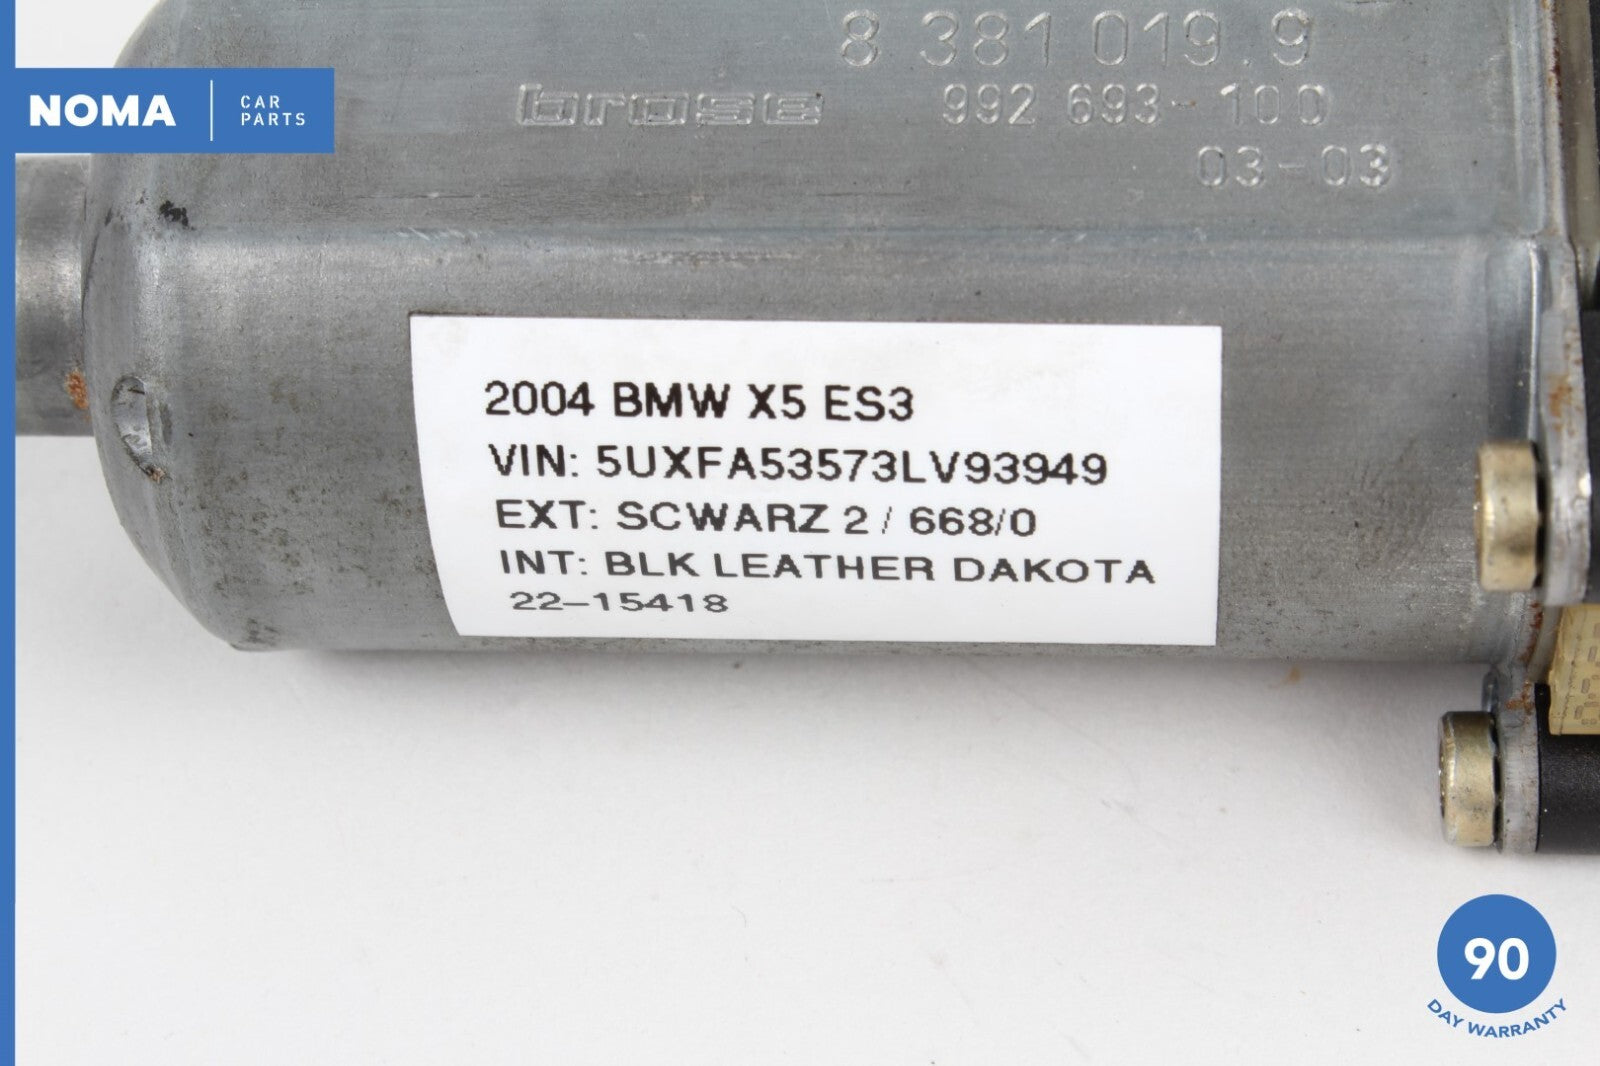 8 381 019.9
brose 992 693-100
03-03
NOMA CAR PARTS
2004 BMW X5 ES3
VIN: 5UXFA53573LV93949
EXT: SCWARZ 2 / 668/0
INT: BLK LEATHER DAKOTA
22-15418
90
DAY WARRANTY